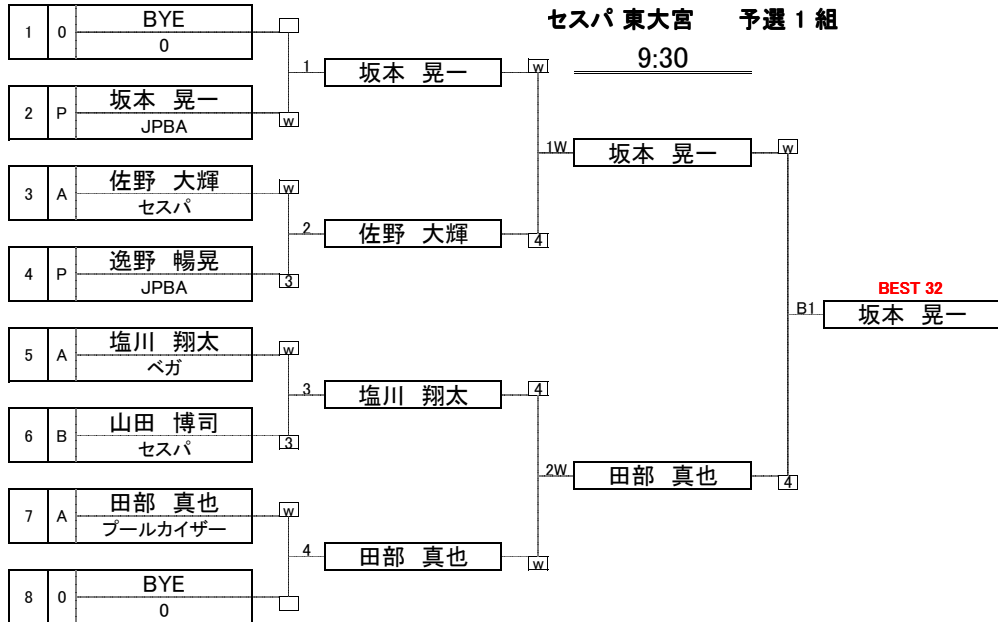 セスパ 東大宮 予選 1 組
9:30
1 0 BYE
0
2 P 坂本 晃一 w
JPBA
1 坂本 晃一 w
3 A 佐野 大輝 w
セスパ
2 佐野 大輝 4
4 P 逸野 暢晃 3
JPBA
1W 坂本 晃一 w
5 A 塩川 翔太 w
ベガ
3 塩川 翔太 4
6 B 山田 博司 3
セスパ
7 A 田部 真也 w
プールカイザー
4 田部 真也 w
8 0 BYE
0
2W 田部 真也 4
BEST 32
B1 坂本 晃一